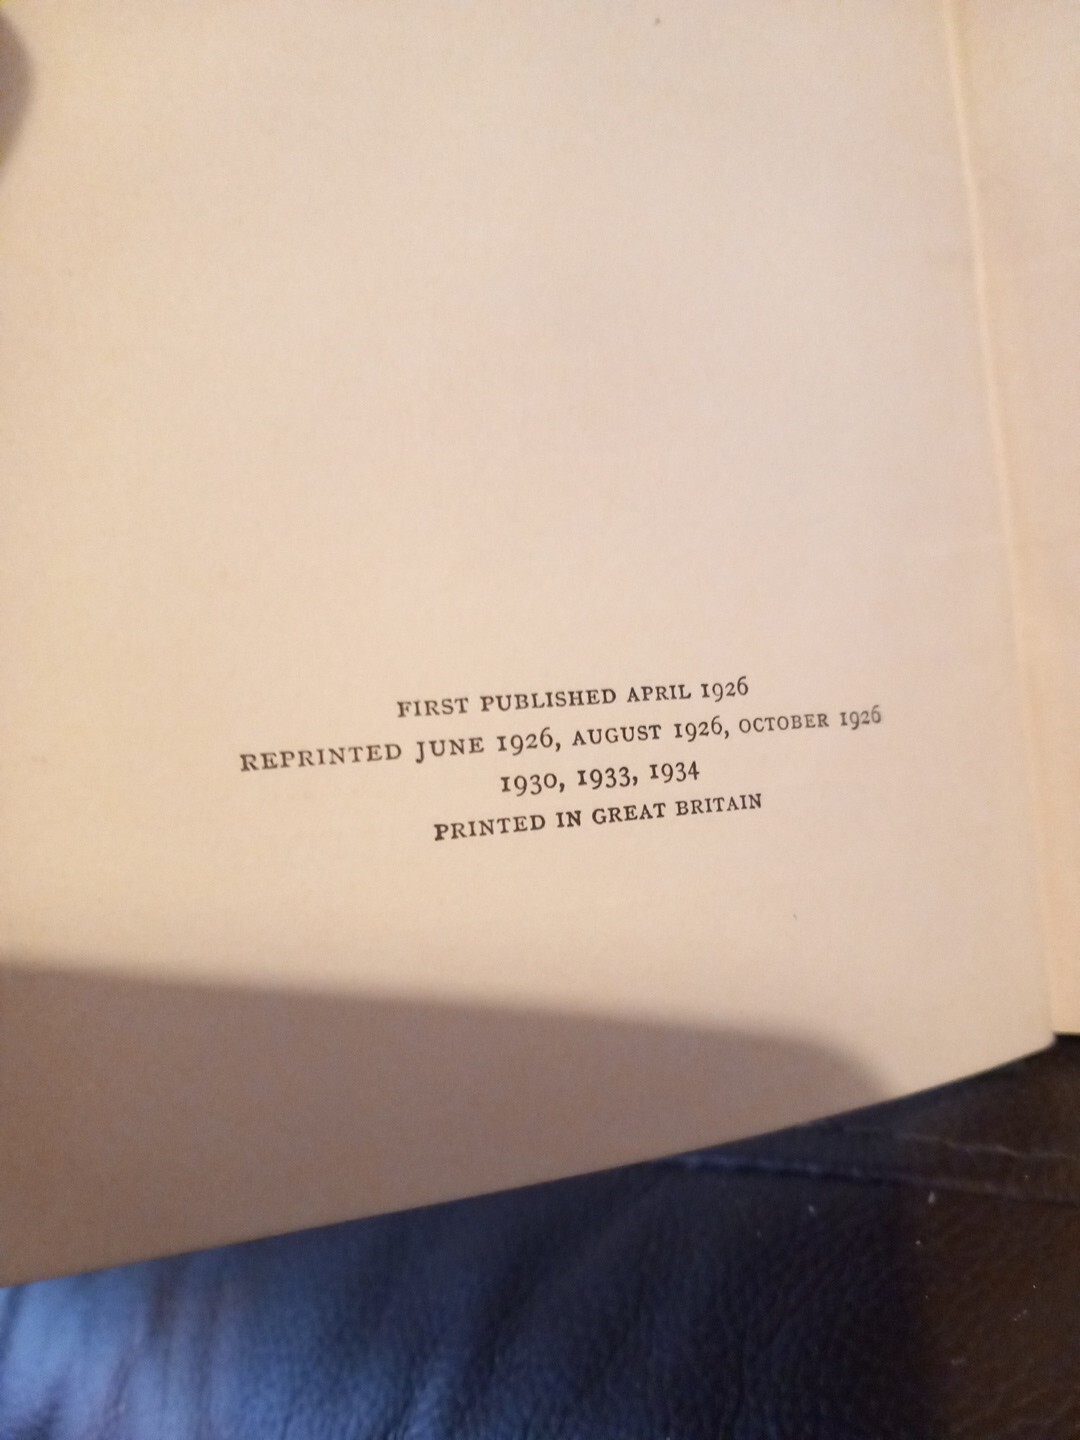 FIRST PUBLISHED APRIL 1926
REPRINTED JUNE 1926, AUGUST 1926, OCTOBER 1926
1930, 1933, 1934
PRINTED IN GREAT BRITAIN